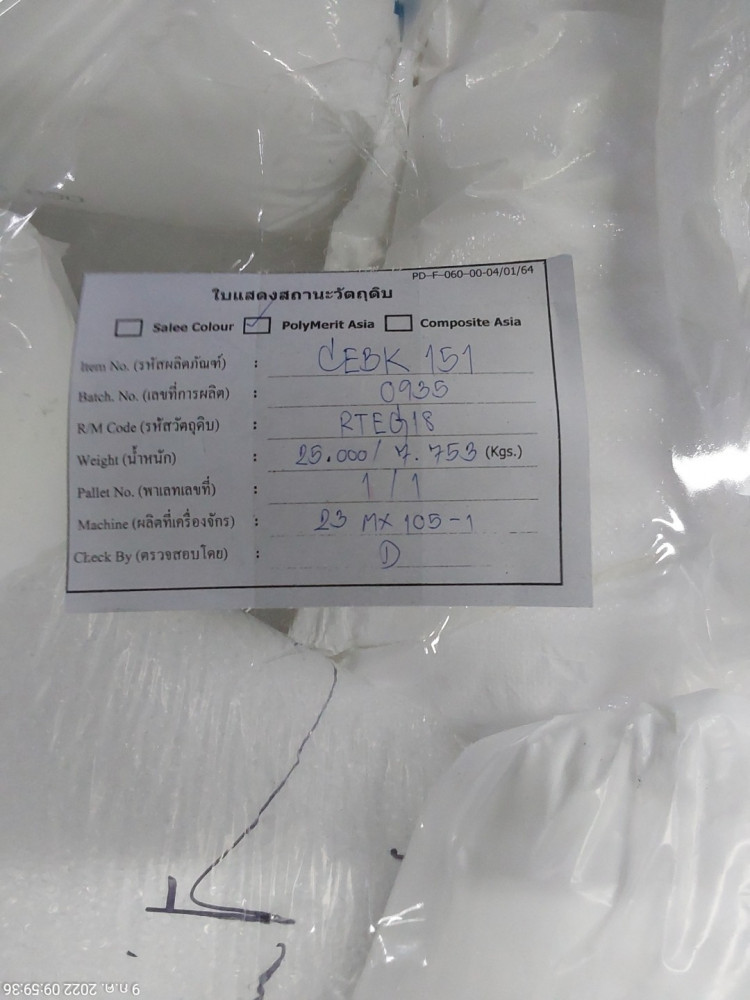 PD-F-060-00-04/01/64
ใบแสดงสถานะวัตถุดิบ
Salee Colour PolyMerit Asia Composite Asia
Item No. (รหัสผลิตภัณฑ์) : CEBK 151
Batch. No. (เลขที่การผลิต) : 0935
R/M Code (รหัสวัตถุดิบ) : RTEG18
Weight (น้ำหนัก) : 25.000 / 7.753 (Kgs.)
Pallet No. (พาเลทเลขที่) : 1 / 1
Machine (ผลิตที่เครื่องจักร) : 23 MX 105-1
Check By (ตรวจสอบโดย) : D
9 ก.ค. 2022 09:59:36